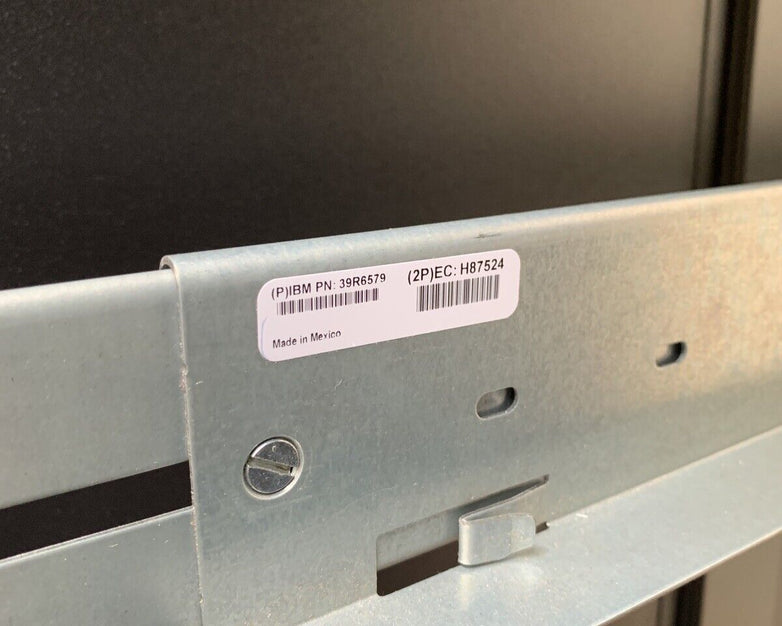 (P)IBM PN: 39R6579
(2P)EC: H87524
Made in Mexico